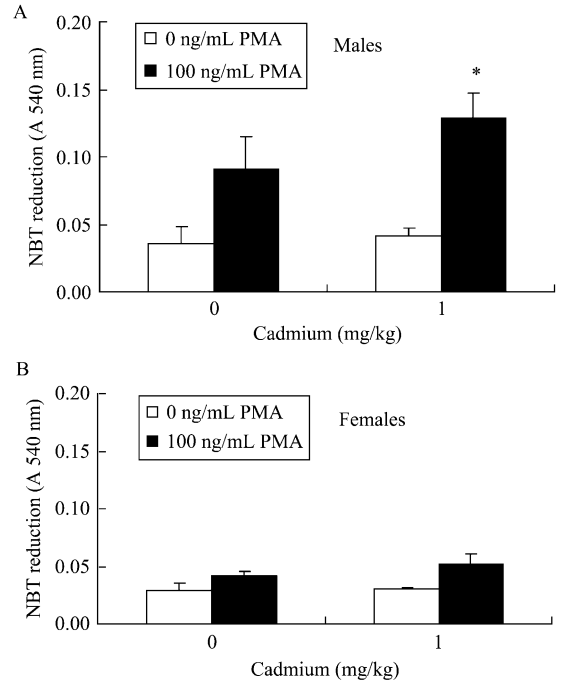 A
NBT reduction (A 540 nm)
0.20
0.15
0.10
0.05
0.00
0 ng/mL PMA
100 ng/mL PMA
Males
*
0
1
Cadmium (mg/kg)
B
NBT reduction (A 540 nm)
0.20
0.15
0.10
0.05
0.00
0 ng/mL PMA
100 ng/mL PMA
Females
0
1
Cadmium (mg/kg)